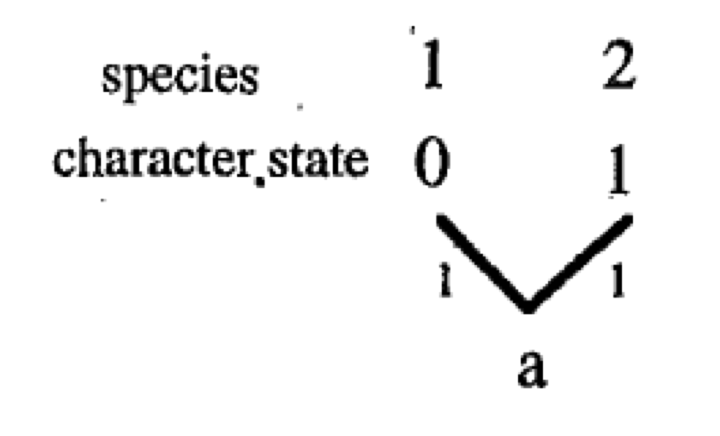 species 1 2
character state 0 1
1 1
a